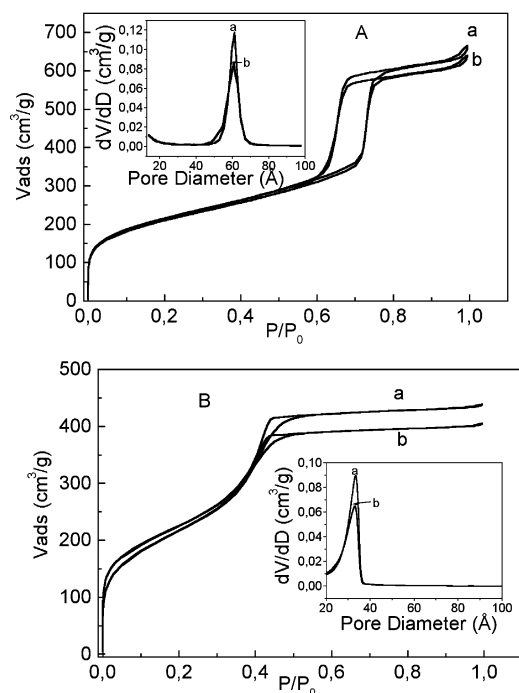 A
a
b
700
600
500
400
300
200
100
0
Vads (cm³/g)
0,0 0,2 0,4 0,6 0,8 1,0
P/P₀
0,12
0,10
0,08
0,06
0,04
0,02
0,00
dV/dD (cm³/g)
a
b
20 40 60 80 100
Pore Diameter (Å)
B
a
b
500
400
300
200
100
0
Vads (cm³/g)
0,0 0,2 0,4 0,6 0,8 1,0
P/P₀
0,10
0,08
0,06
0,04
0,02
0,00
dV/dD (cm³/g)
a
b
20 40 60 80 100
Pore Diameter (Å)